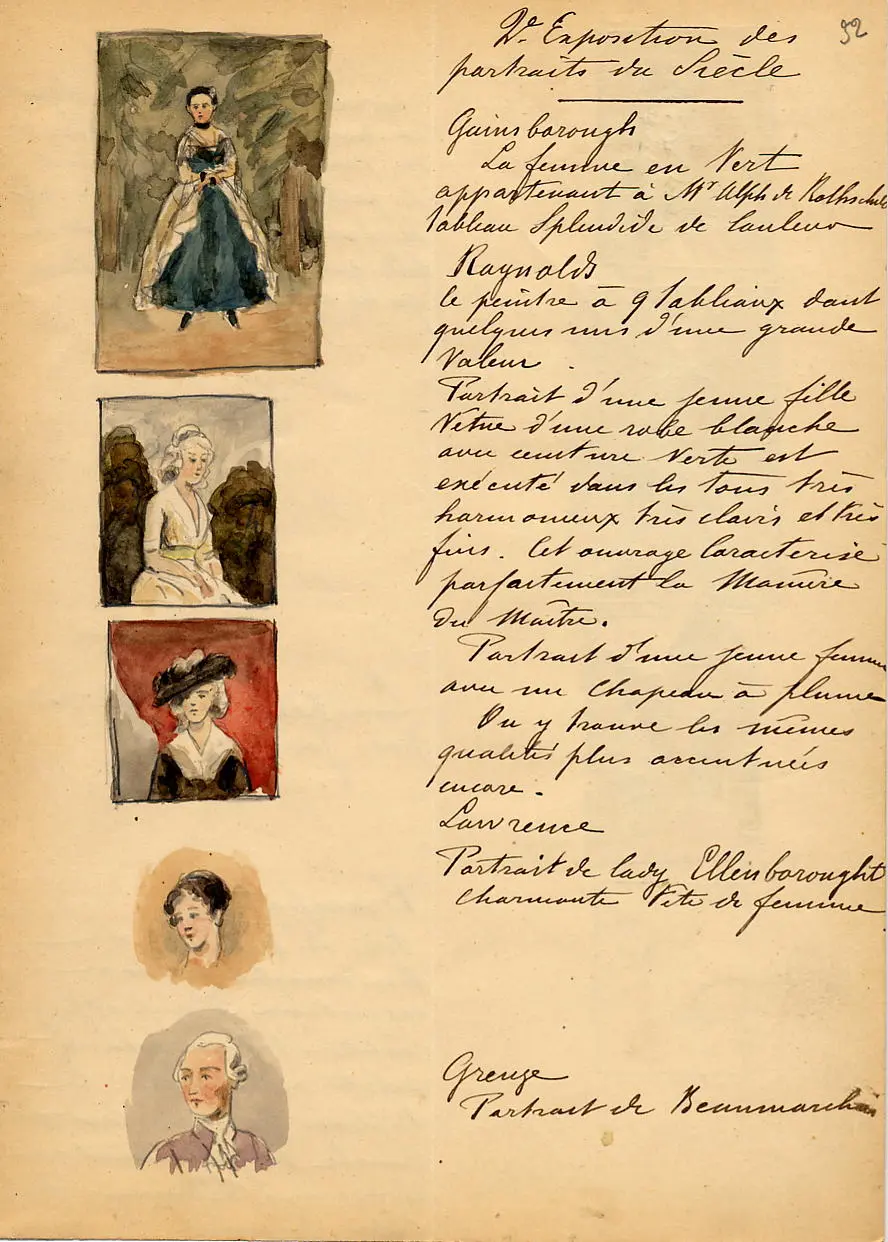 52
De Exposition des
portraits du Siècle
Gainsborough
La femme en Vert
appartenant à Mr Alph de Rothschild
tableau Splendide de Couleur
Raynolds
le peintre à 9 tableaux dont
quelques uns d'une grande
Valeur.
Portrait d'une jeune fille
Vétue d'une robe blanche
avec ceinture Verte est
exécuté dans les tons très
harmonieux très clairs et très
fins. Cet ouvrage Caracterise
parfaitement la Manière
du Maître.
Portrait d'une jeune femme
avec un Chapeau à plume
On y trouve les mêmes
qualités plus accentuées
encore.
Lawrence
Portrait de lady Ellenborought
Charmante Tête de femme
Greuze
Portrait de Beaumarchais